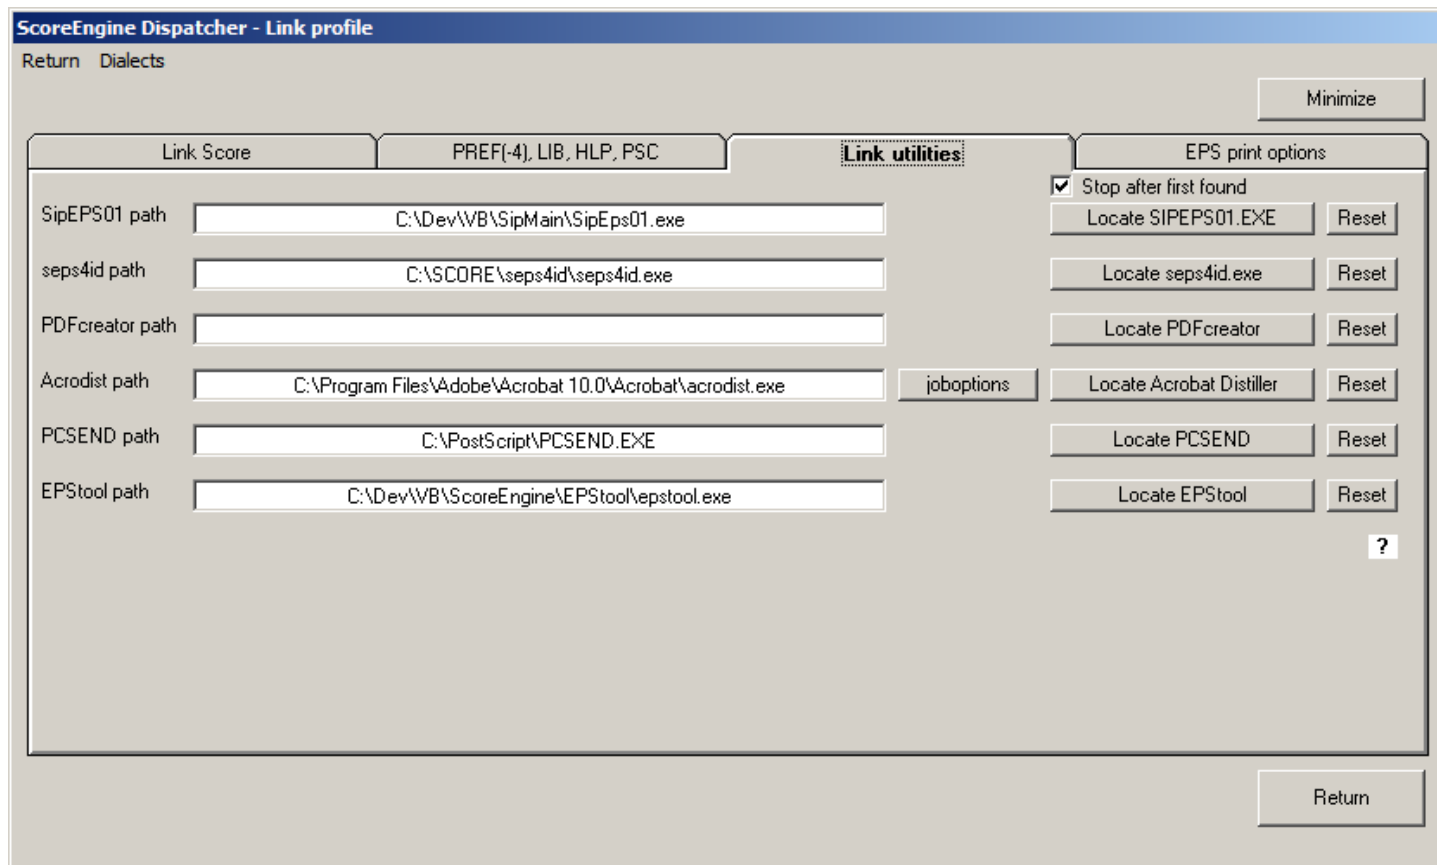 ScoreEngine Dispatcher - Link profile
Return Dialects
Minimize
Link Score PREF(-4), LIB, HLP, PSC Link utilities EPS print options
Stop after first found
SipEPS01 path C:\Dev\VB\SipMain\SipEps01.exe Locate SIPEPS01.EXE Reset
seps4id path C:\SCORE\seps4id\seps4id.exe Locate seps4id.exe Reset
PDFcreator path Locate PDFcreator Reset
Acrodist path C:\Program Files\Adobe\Acrobat 10.0\Acrobat\acrodist.exe joboptions Locate Acrobat Distiller Reset
PCSEND path C:\PostScript\PCSEND.EXE Locate PCSEND Reset
EPStool path C:\Dev\VB\ScoreEngine\EPStool\epstool.exe Locate EPStool Reset
?
Return